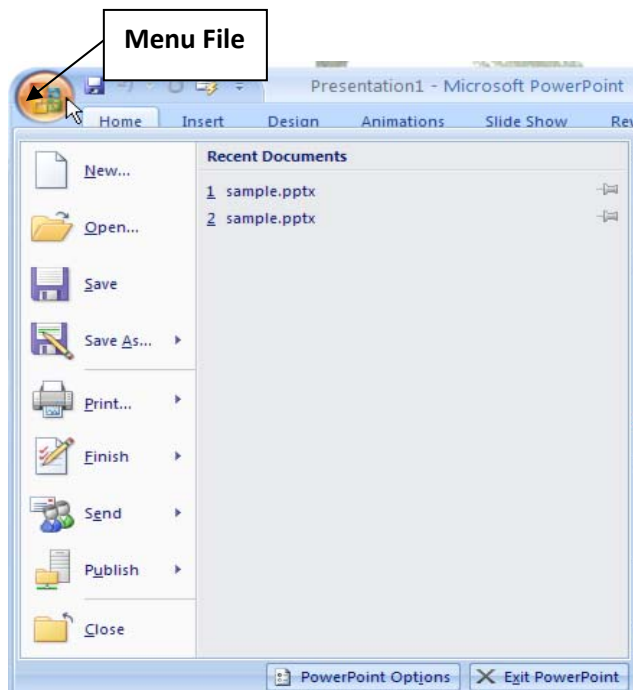 Menu File
Presentation1 - Microsoft PowerPoint
Home Insert Design Animations Slide Show Rev
Recent Documents
New...
1 sample.pptx
2 sample.pptx
Open...
Save
Save As...
Print...
Finish
Send
Publish
Close
PowerPoint Options Exit PowerPoint